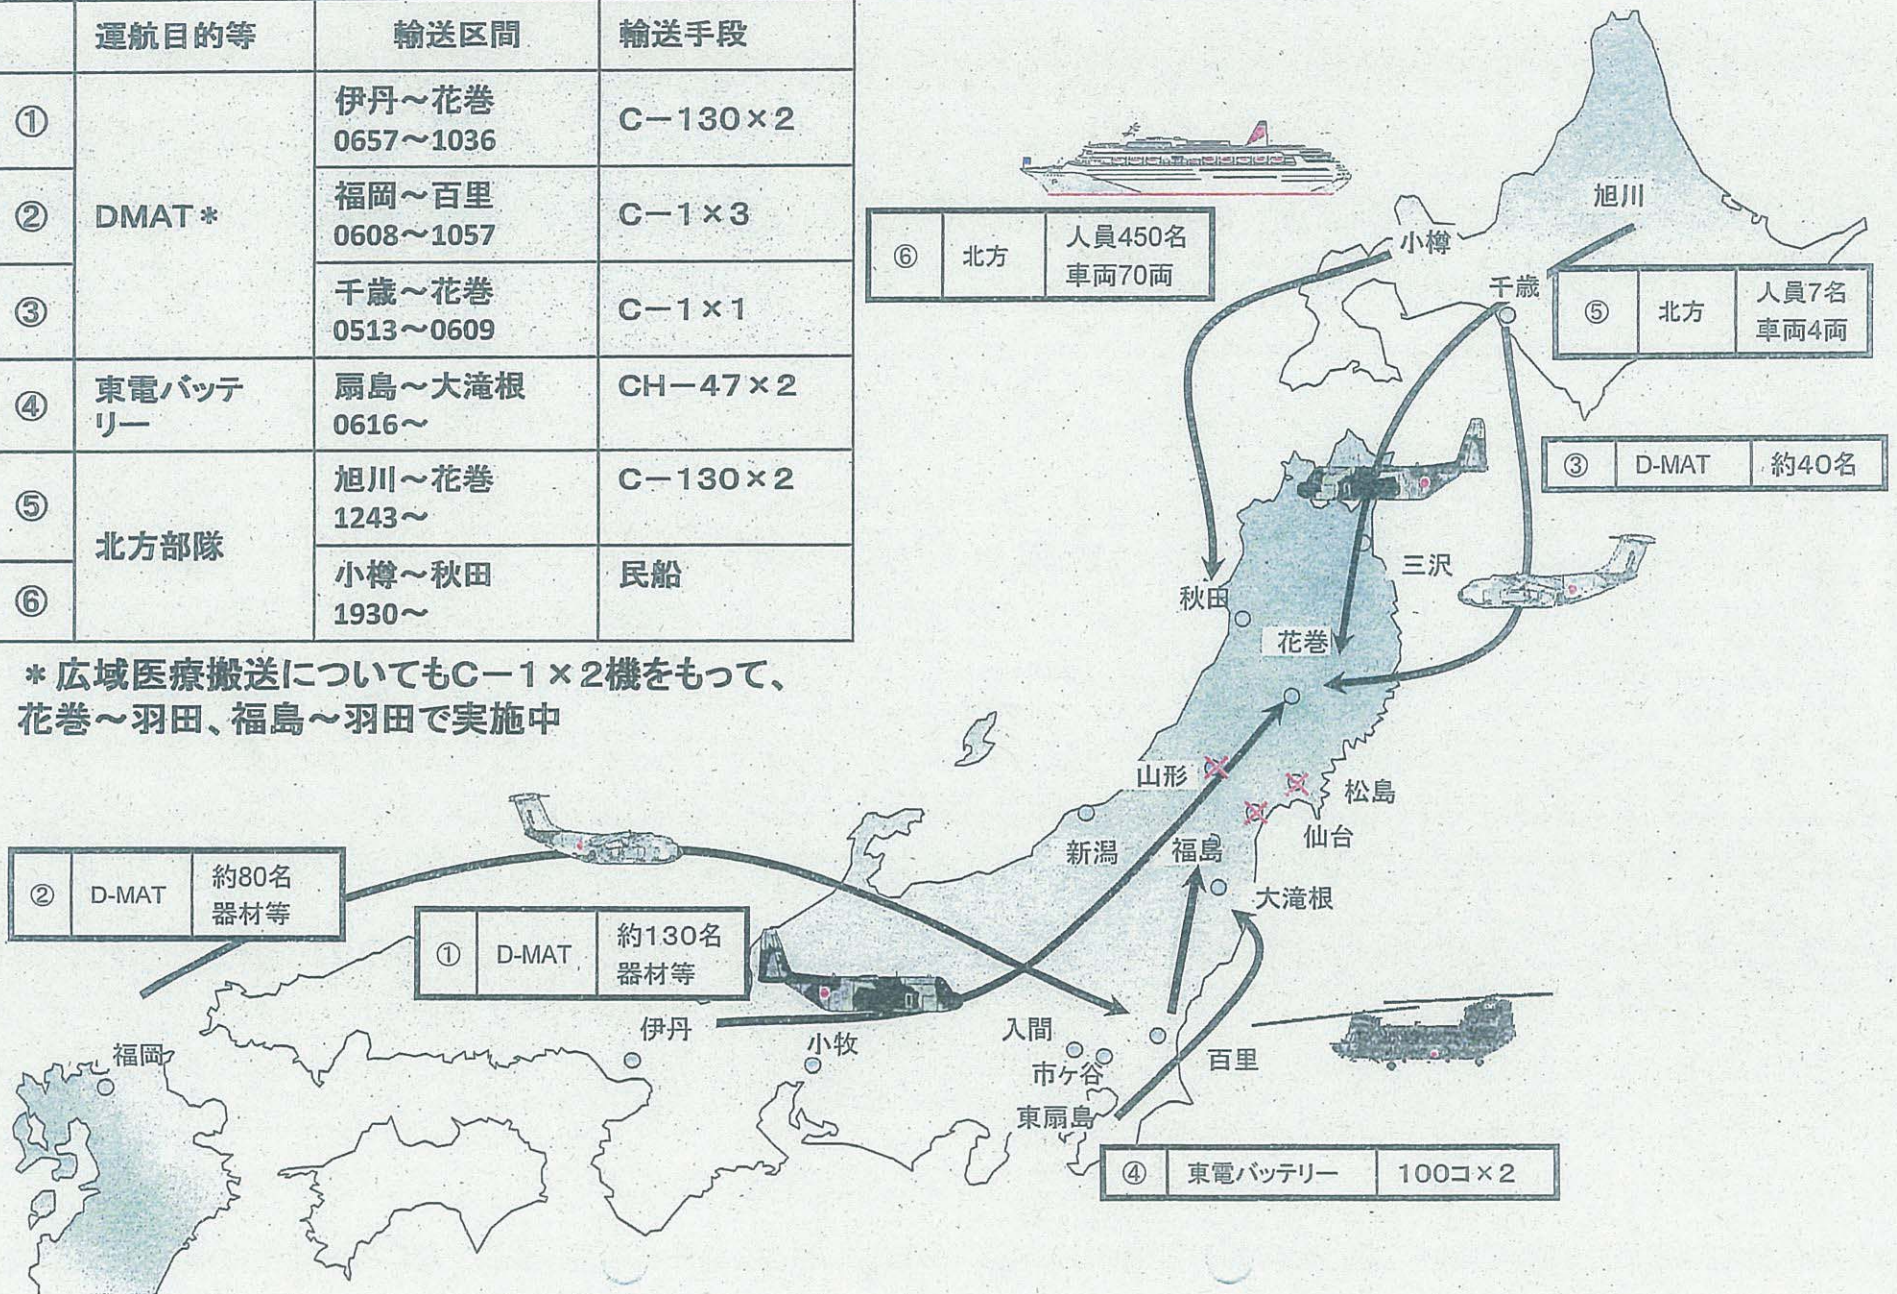 運航目的等
輸送区間
輸送手段
①
DMAT＊
伊丹～花巻
0657～1036
C－130×2
②
福岡～百里
0608～1057
C－1×3
③
千歳～花巻
0513～0609
C－1×1
④
東電バッテ
リー
扇島～大滝根
0616～
CH－47×2
⑤
北方部隊
旭川～花巻
1243～
C－130×2
⑥
小樽～秋田
1930～
民船
＊広域医療搬送についてもC－1×2機をもって、
花巻～羽田、福島～羽田で実施中
⑥
北方
人員450名
車両70両
旭川
小樽
千歳
⑤
北方
人員7名
車両4両
③
D-MAT
約40名
三沢
秋田
花巻
山形
松島
仙台
新潟
福島
大滝根
②
D-MAT
約80名
器材等
①
D-MAT
約130名
器材等
伊丹
小牧
入間
市ヶ谷
百里
福岡
東扇島
④
東電バッテリー
100コ×2